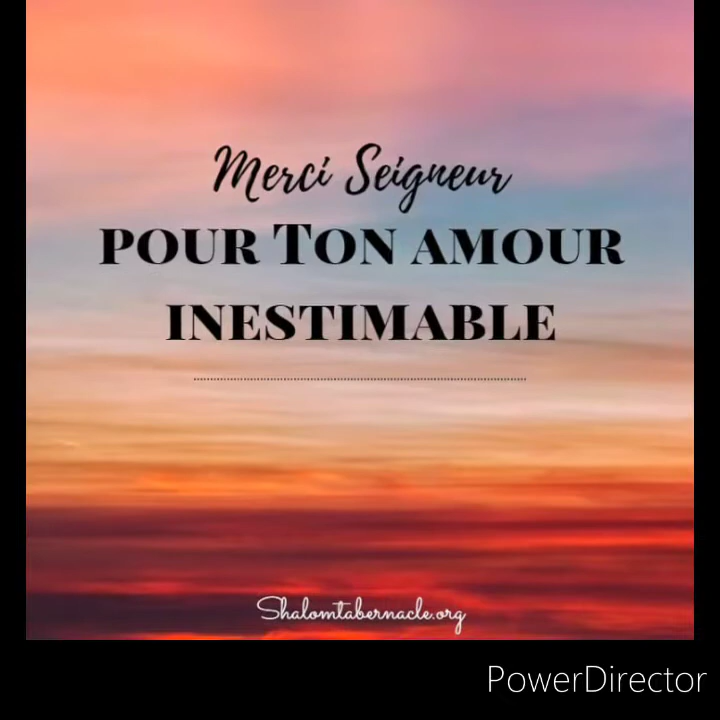 Merci Seigneur
POUR TON AMOUR
INESTIMABLE
Shalomtabernacle.org
PowerDirector